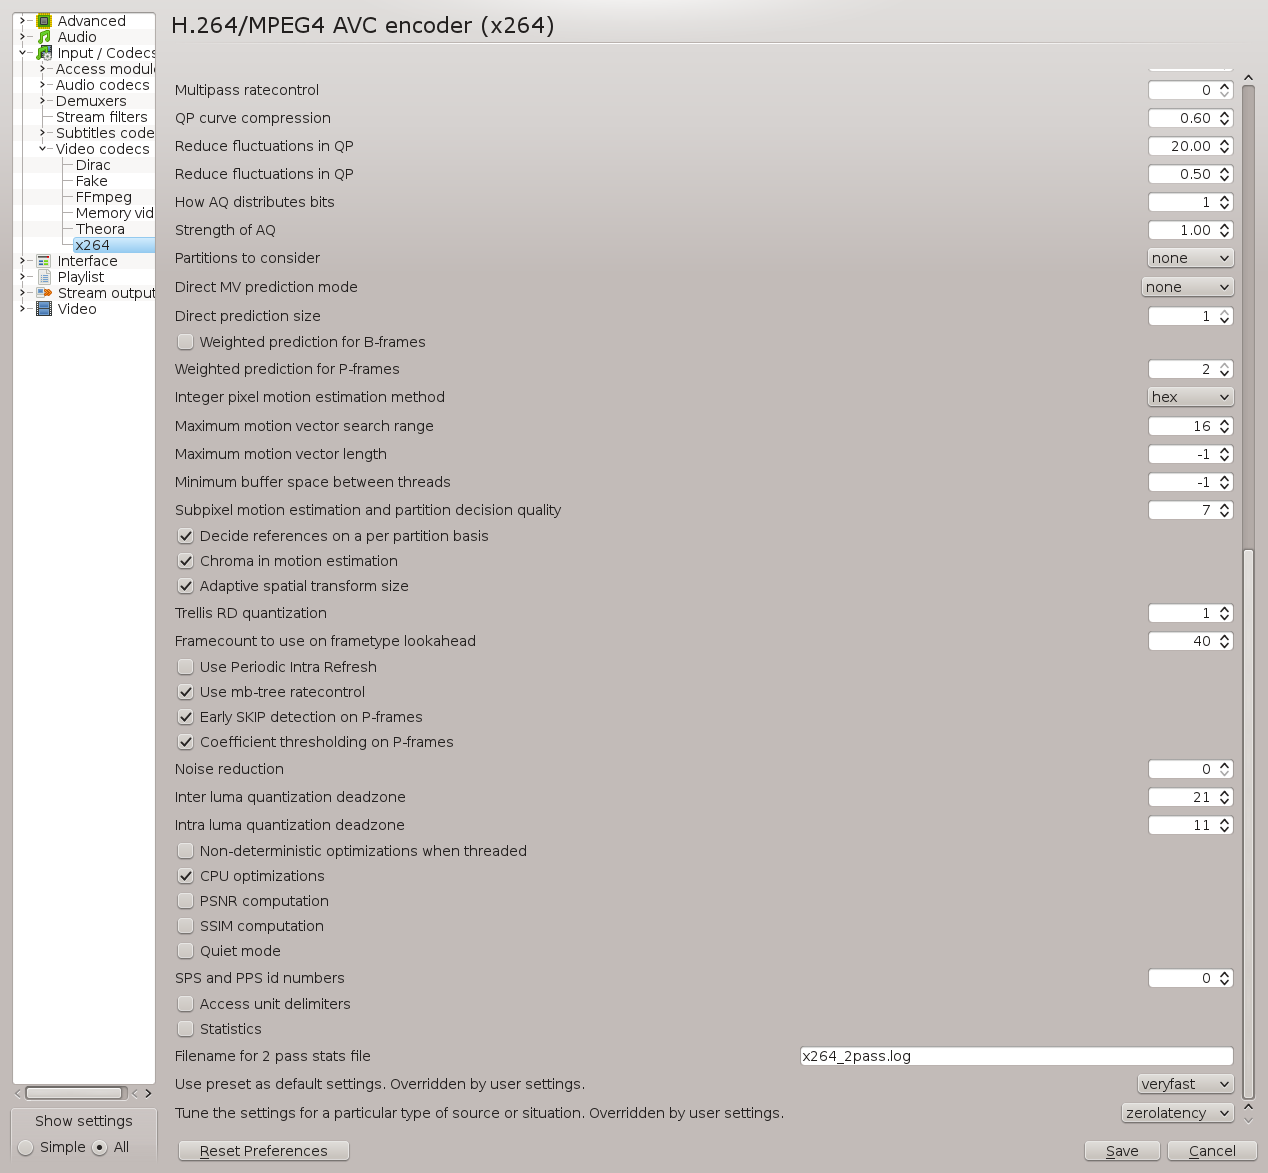 H.264/MPEG4 AVC encoder (x264)
Advanced
Audio
Input / Codecs
Access module
Audio codecs
Demuxers
Stream filters
Subtitles code
Video codecs
Dirac
Fake
FFmpeg
Memory vid
Theora
x264
Interface
Playlist
Stream output
Video
Show settings
Simple All
Multipass ratecontrol 0
QP curve compression 0.60
Reduce fluctuations in QP 20.00
Reduce fluctuations in QP 0.50
How AQ distributes bits 1
Strength of AQ 1.00
Partitions to consider none
Direct MV prediction mode none
Direct prediction size 1
Weighted prediction for B-frames
Weighted prediction for P-frames 2
Integer pixel motion estimation method hex
Maximum motion vector search range 16
Maximum motion vector length -1
Minimum buffer space between threads -1
Subpixel motion estimation and partition decision quality 7
Decide references on a per partition basis
Chroma in motion estimation
Adaptive spatial transform size
Trellis RD quantization 1
Framecount to use on frametype lookahead 40
Use Periodic Intra Refresh
Use mb-tree ratecontrol
Early SKIP detection on P-frames
Coefficient thresholding on P-frames
Noise reduction 0
Inter luma quantization deadzone 21
Intra luma quantization deadzone 11
Non-deterministic optimizations when threaded
CPU optimizations
PSNR computation
SSIM computation
Quiet mode
SPS and PPS id numbers 0
Access unit delimiters
Statistics
Filename for 2 pass stats file x264_2pass.log
Use preset as default settings. Overridden by user settings. veryfast
Tune the settings for a particular type of source or situation. Overridden by user settings. zerolatency
Reset Preferences Save Cancel